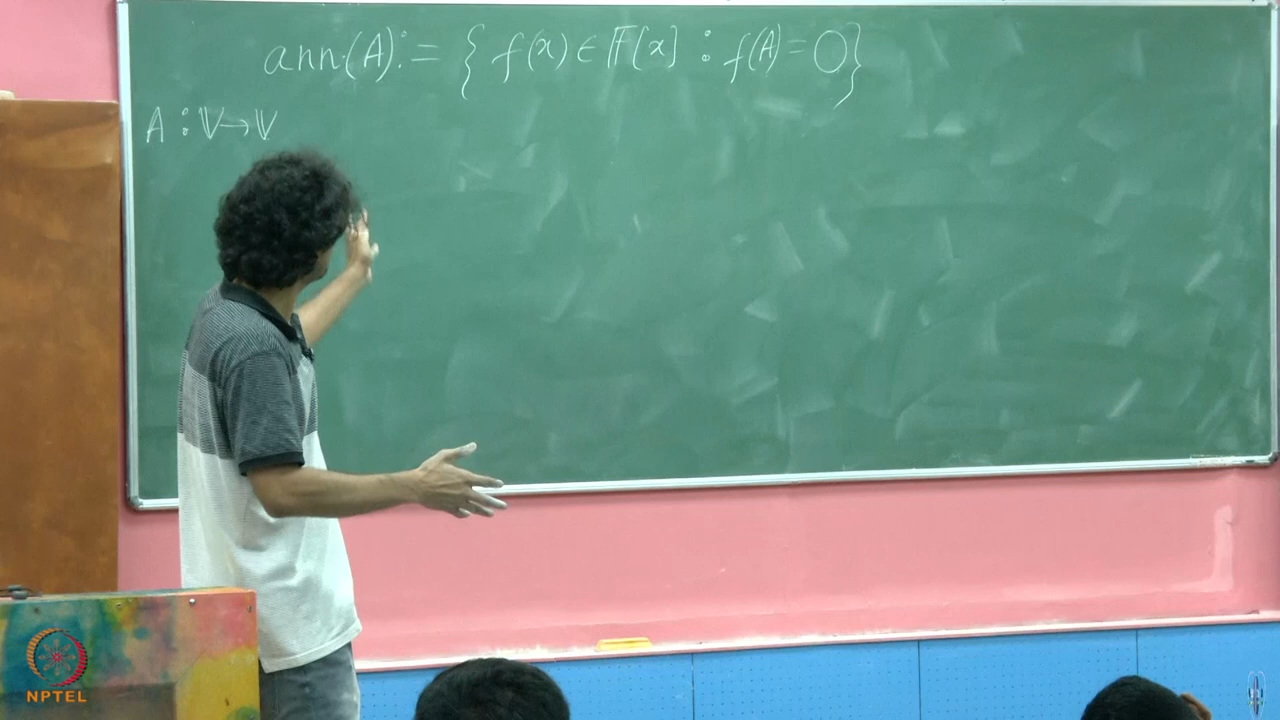 ann(A) := { f(x) ∈ 𝔽[x] : f(A) = 0}
A : 𝕍 → 𝕍
NPTEL